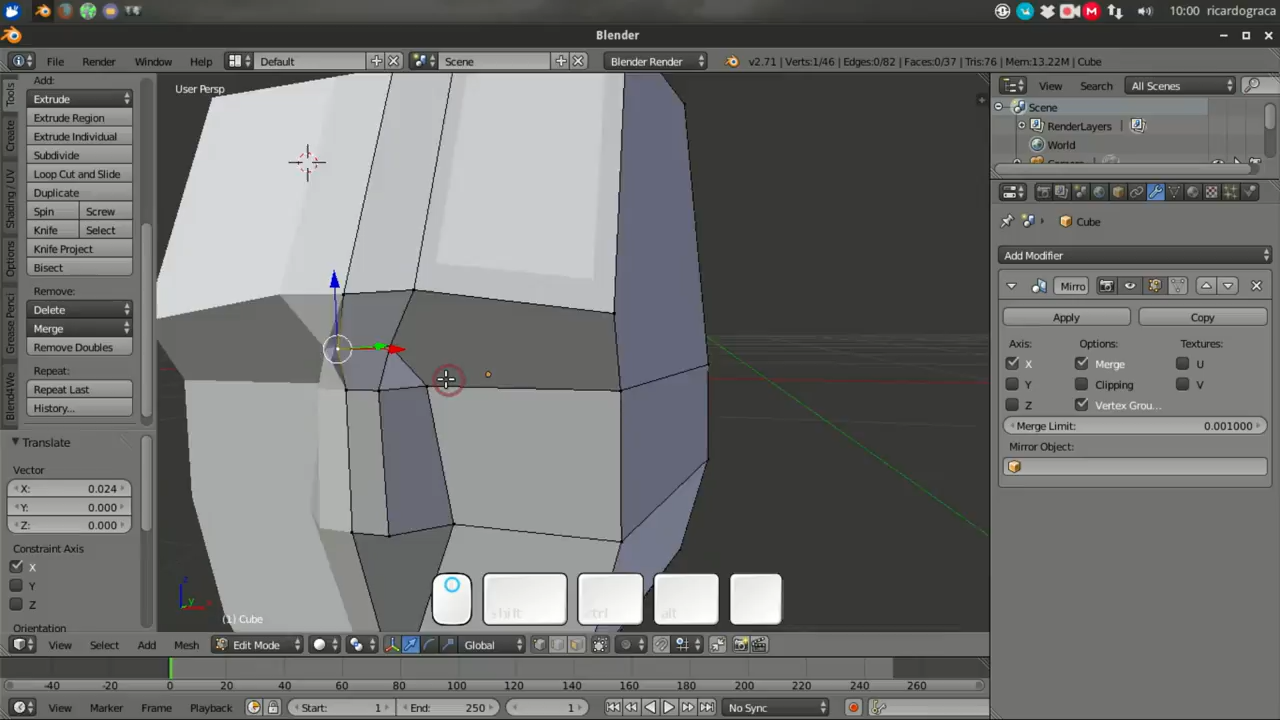 10:00 ricardograca
Blender
File Render Window Help Default Scene Blender Render v2.71 | Verts:1/46 | Edges:0/82 | Faces:0/37 | Tris:76 | Mem:13.22M | Cube
Tools
Create
Shading / UV
Options
Grease Penci
BlendWe
Add:
Extrude
Extrude Region
Extrude Individual
Subdivide
Loop Cut and Slide
Duplicate
Spin Screw
Knife Select
Knife Project
Bisect
Remove:
Delete
Merge
Remove Doubles
Repeat:
Repeat Last
History...
Translate
Vector
X: 0.024
Y: 0.000
Z: 0.000
Constraint Axis
X
Y
Z
Orientation
User Persp
(1) Cube
shift ctrl alt
View Search All Scenes
Scene
RenderLayers
World
Camera
Cube
Add Modifier
Mirro
Apply Copy
Axis: Options: Textures:
X Merge U
Y Clipping V
Z Vertex Grou...
Merge Limit: 0.001000
Mirror Object:
View Select Add Mesh Edit Mode Global
-40 -20 0 20 40 60 80 100 120 140 160 180 200 220 240 260
View Marker Frame Playback Start: 1 End: 250 1 No Sync